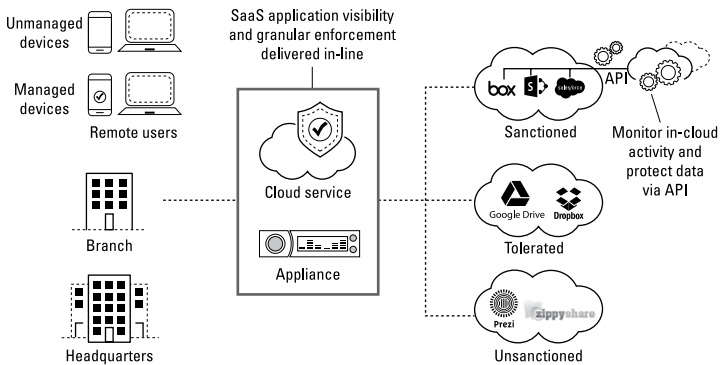 Unmanaged
devices
Managed
devices
Remote users
Branch
Headquarters
SaaS application visibility
and granular enforcement
delivered in-line
Cloud service
Appliance
box
S
salesforce
Sanctioned
API
Monitor in-cloud
activity and
protect data
via API
Google Drive
Dropbox
Tolerated
Prezi
zippyshare
Unsanctioned